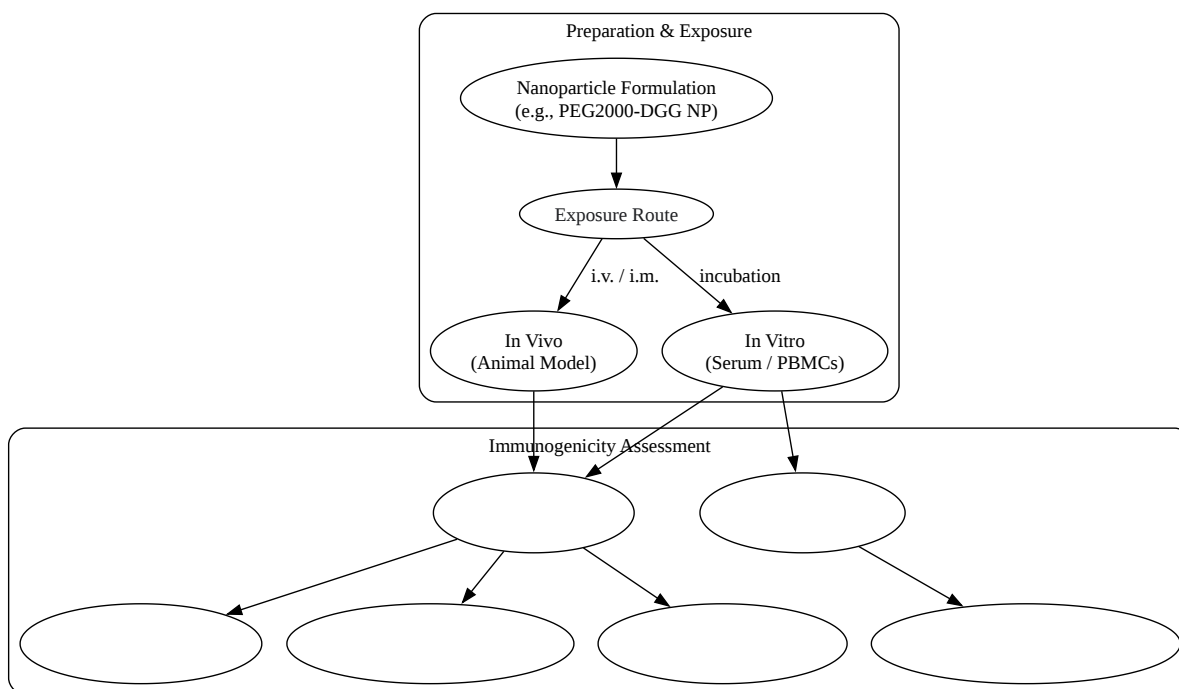 Preparation & Exposure
Nanoparticle Formulation
(e.g., PEG2000-DGG NP)
Exposure Route
i.v. / i.m.
incubation
In Vivo
(Animal Model)
In Vitro
(Serum / PBMCs)
Immunogenicity Assessment